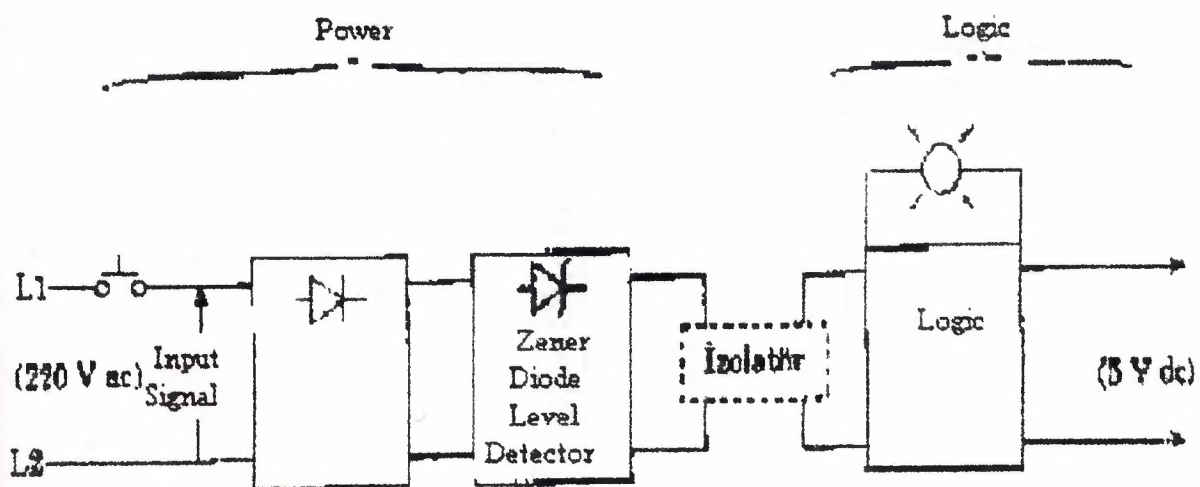 Power
Logic
L1
(220 V ac)
Input
Signal
L2
Zener
Diode
Level
Detector
İzolatör
Logic
(5 V dc)